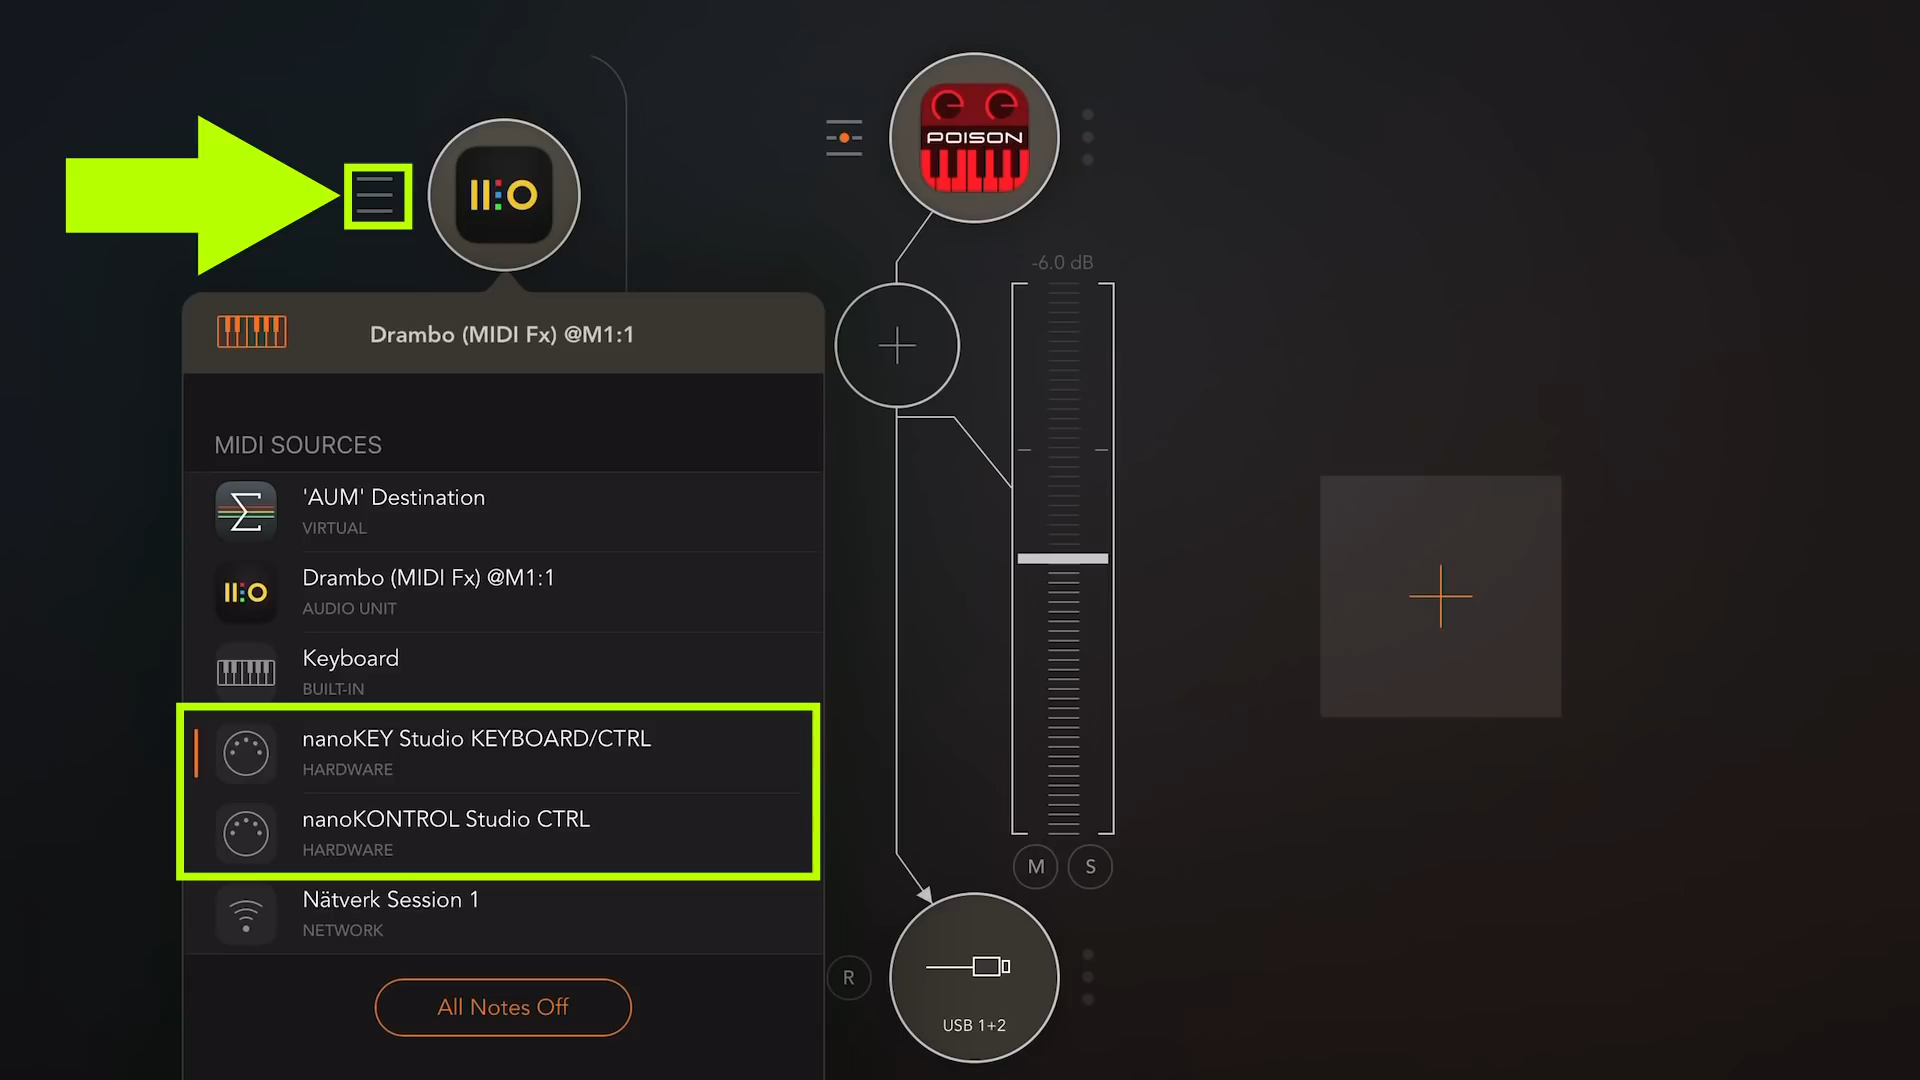 POISON
-6.0 dB
Drambo (MIDI Fx) @M1:1
MIDI SOURCES
'AUM' Destination
VIRTUAL
Drambo (MIDI Fx) @M1:1
AUDIO UNIT
Keyboard
BUILT-IN
nanoKEY Studio KEYBOARD/CTRL
HARDWARE
nanoKONTROL Studio CTRL
HARDWARE
Nätverk Session 1
NETWORK
All Notes Off
M
S
R
USB 1+2